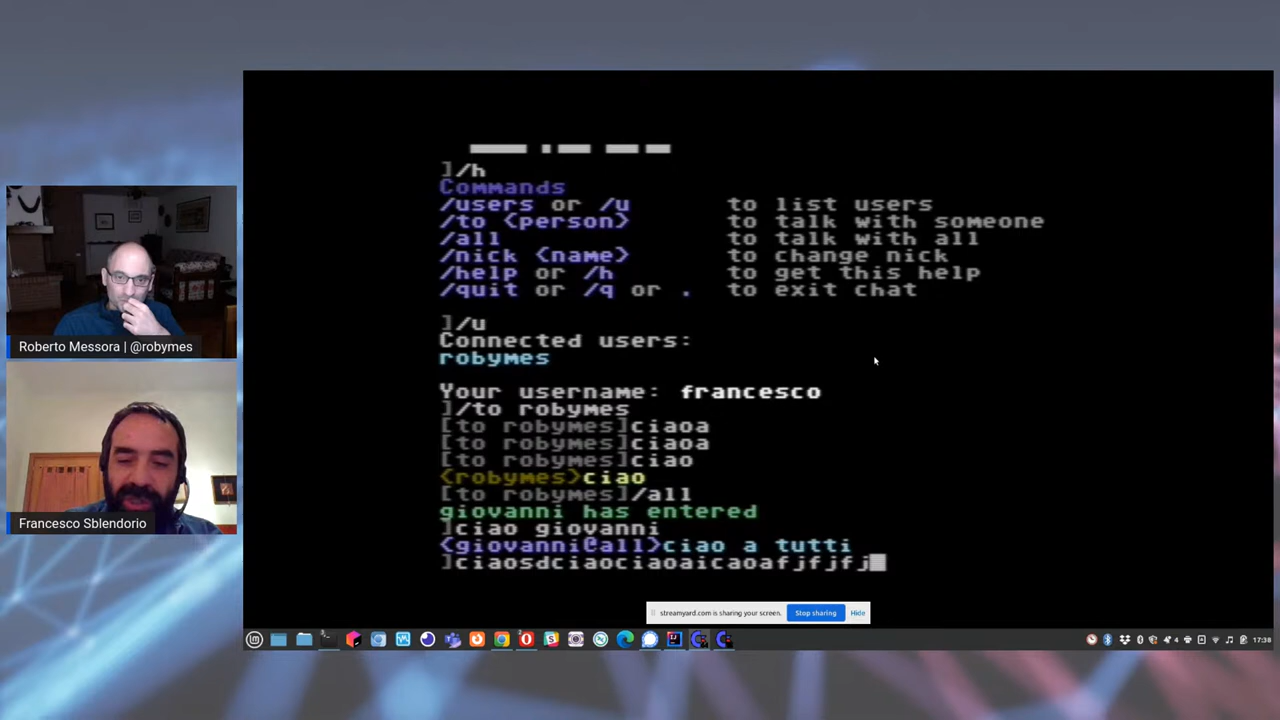 ]/h
Commands
/users or /u to list users
/to <person> to talk with someone
/all to talk with all
/nick <name> to change nick
/help or /h to get this help
/quit or /q or . to exit chat
]/u
Connected users:
robymes
Your username: francesco
]/to robymes
[to robymes]ciaoa
[to robymes]ciaoa
[to robymes]ciao
<robymes>ciao
[to robymes]/all
giovanni has entered
]ciao giovanni
<giovanni@all>ciao a tutti
]ciaosdciaociaoaicaoafjfjfj
Roberto Messora | @robymes
Francesco Sblendorio
streamyard.com is sharing your screen. Stop sharing Hide
4 17:38